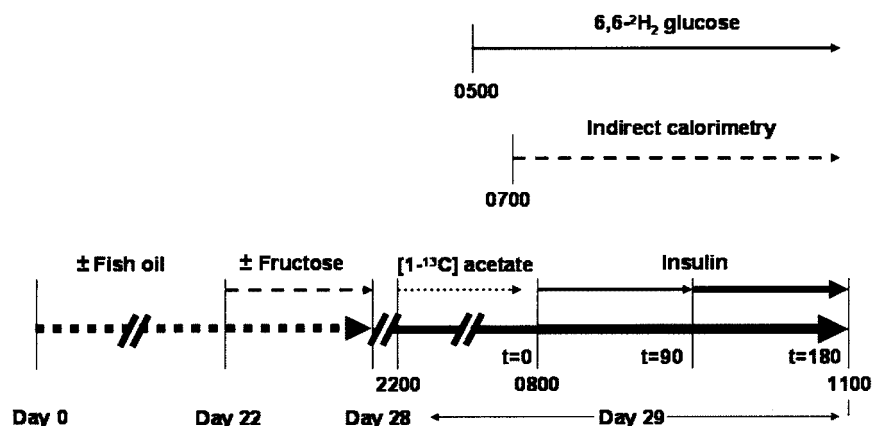 6,6-²H₂ glucose
0500
Indirect calorimetry
0700
± Fish oil ± Fructose [1-¹³C] acetate Insulin
t=0 t=90 t=180
2200 0800 1100
Day 0 Day 22 Day 28 Day 29